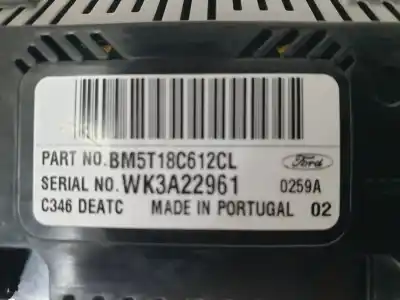 PART NO. BM5T18C612CL
Ford
SERIAL NO. WK3A22961 0259A
C346 DEATC MADE IN PORTUGAL 02